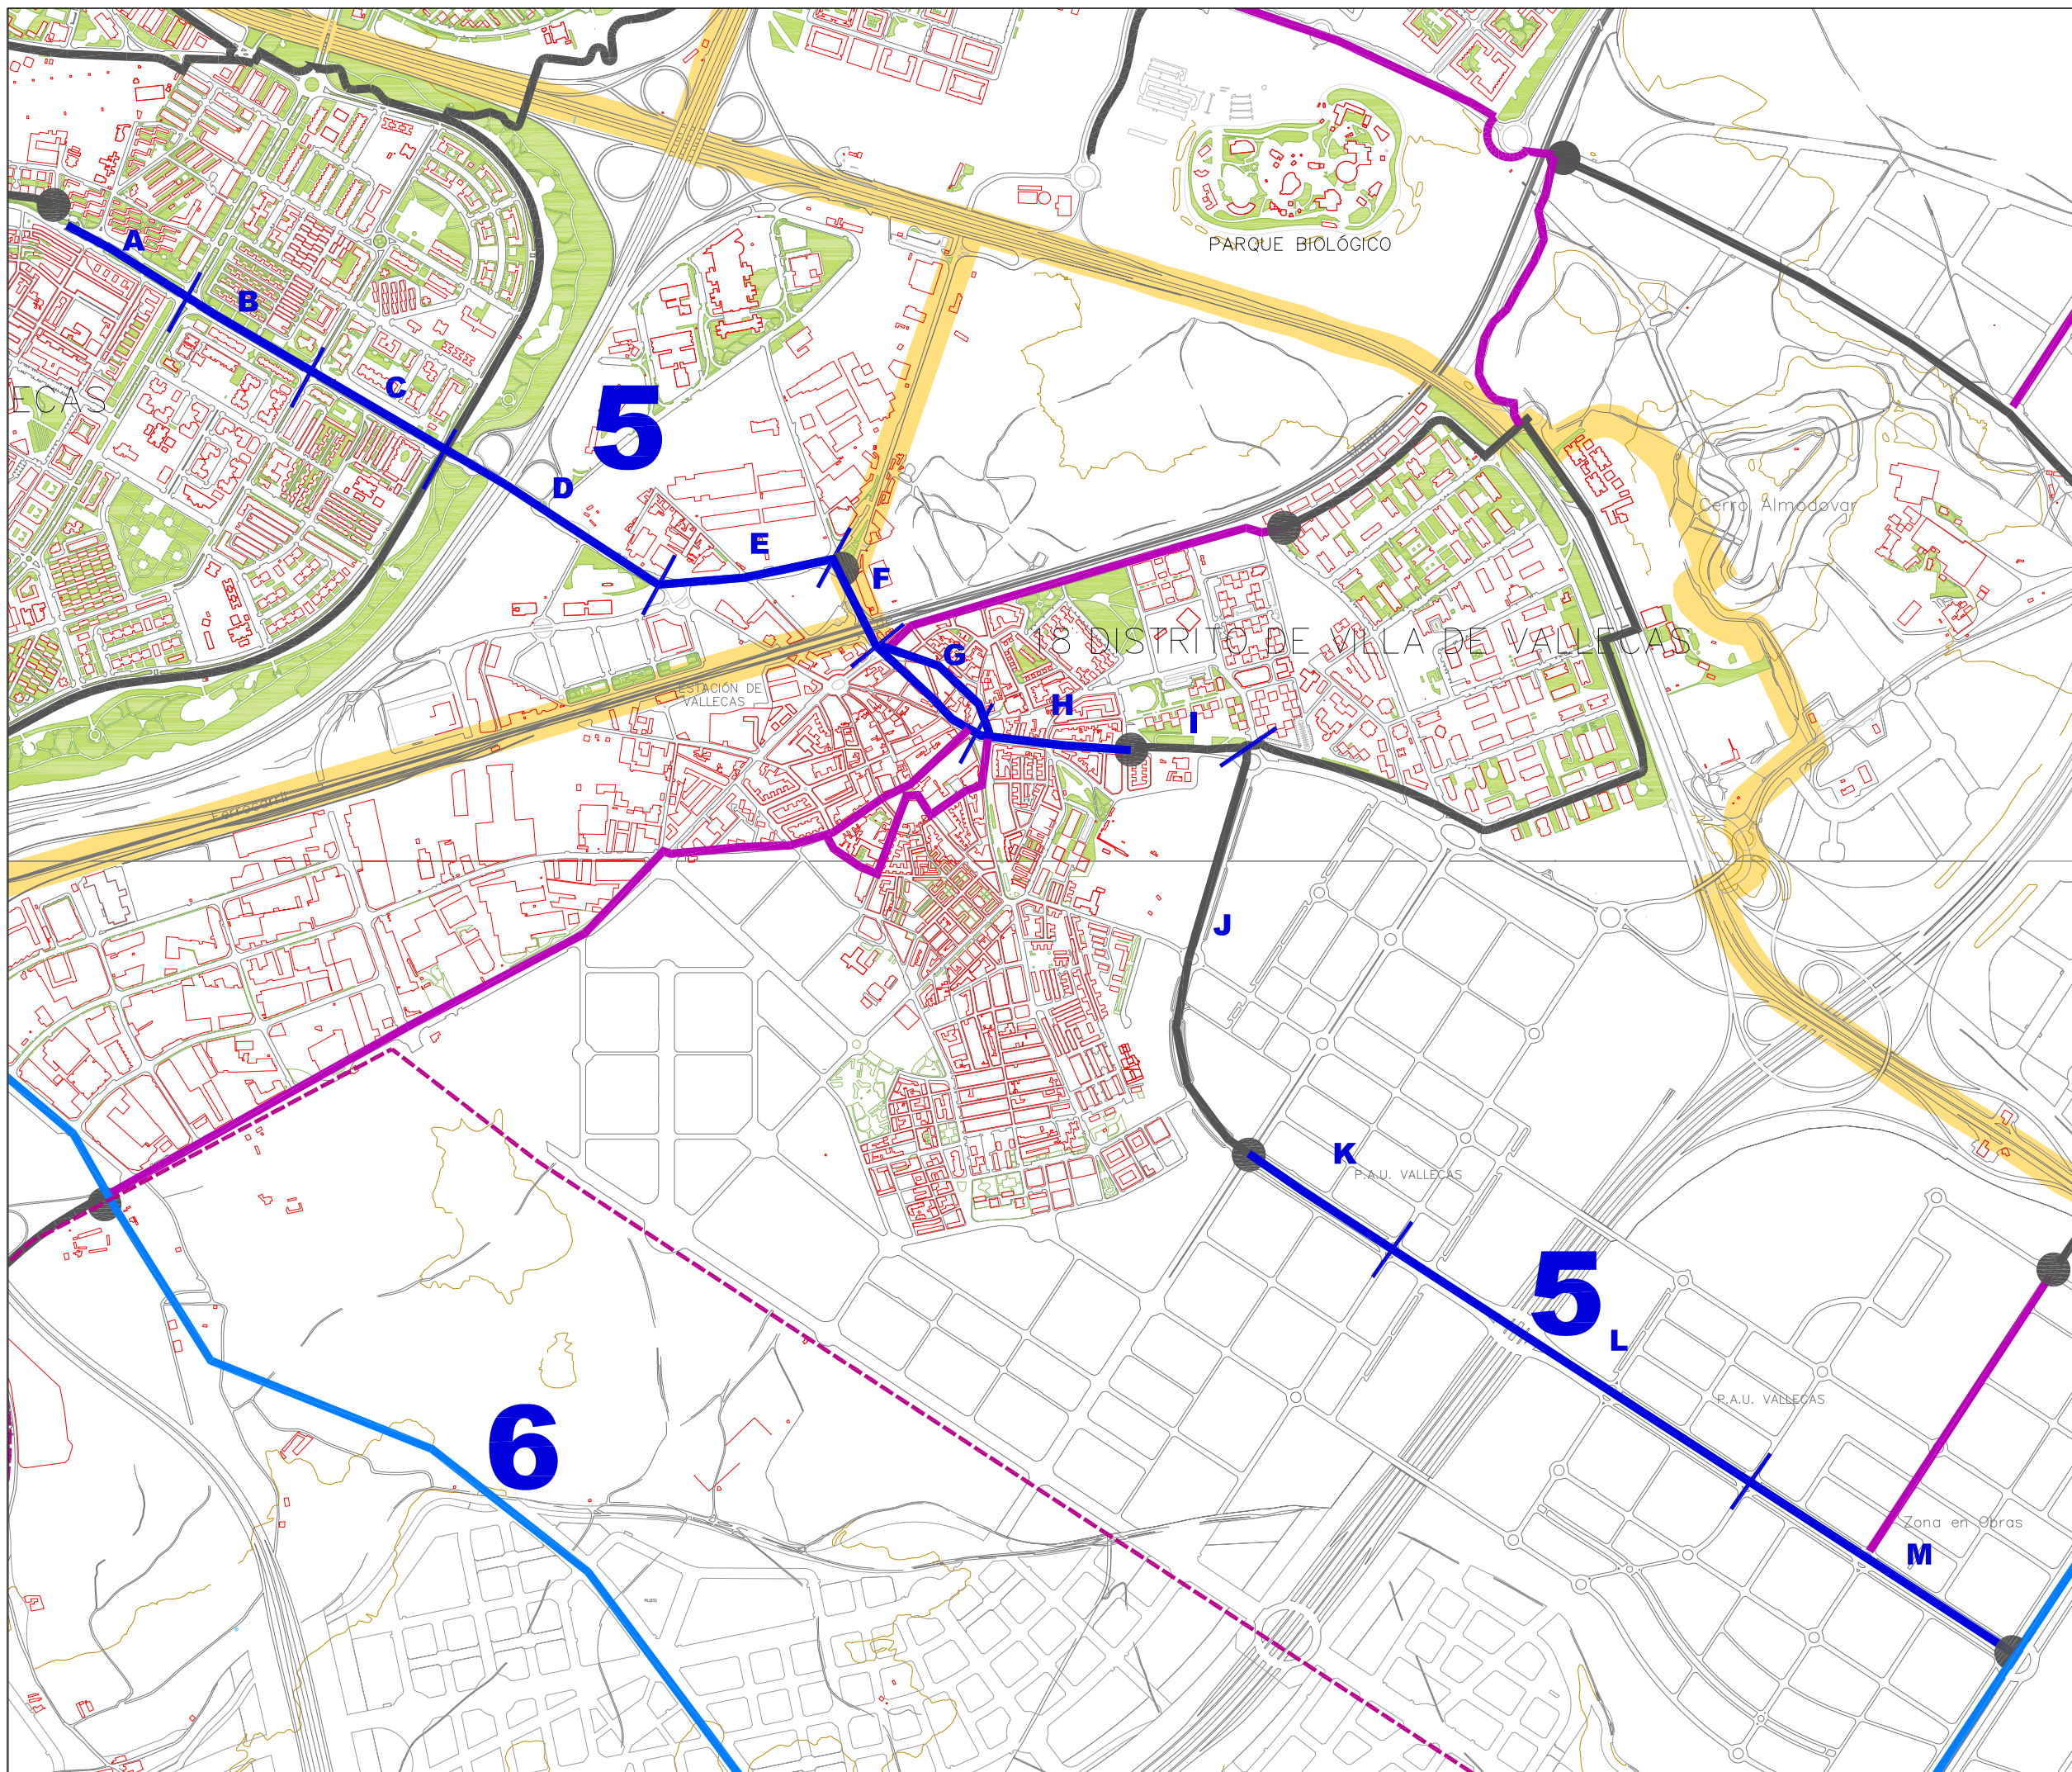 A
B
PARQUE BIOLÓGICO
C
ECAS
5
D
Cerro Almodovar
E
F
18 DISTRITO DE VILLA DE VALLECAS
G
ESTACIÓN DE
VALLECAS
H
I
Ferrocarril
J
K
P.A.U. VALLECAS
5
L
P.A.U. VALLECAS
6
Zona en Obras
M